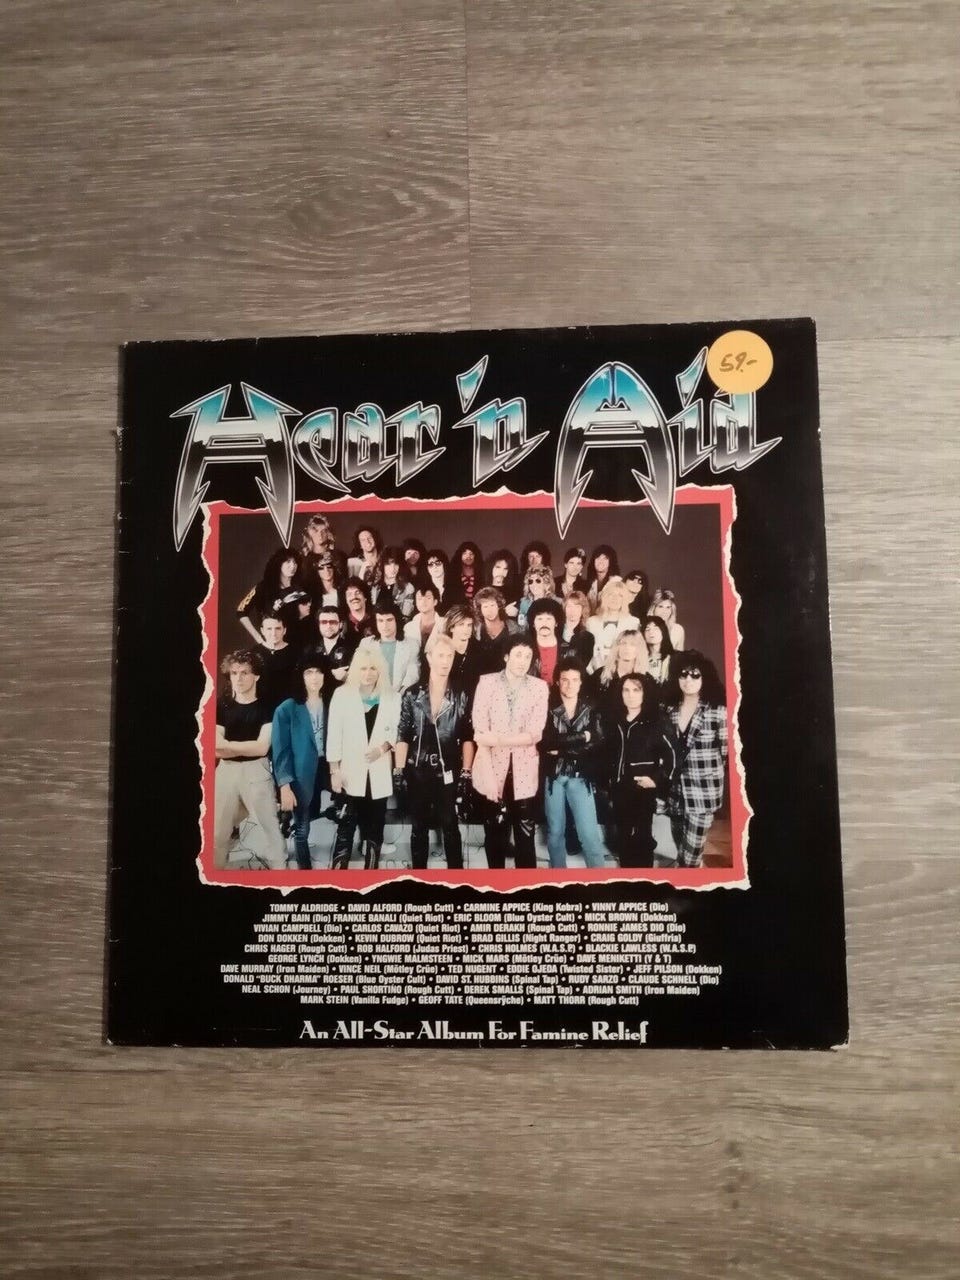 Hear 'n Aid
59.-
TOMMY ALDRIDGE • DAVID ALFORD (Rough Cutt) • CARMINE APPICE (King Kobra) • VINNY APPICE (Dio)
JIMMY BAIN (Dio) FRANKIE BANALI (Quiet Riot) • ERIC BLOOM (Blue Oyster Cult) • MICK BROWN (Dokken)
VIVIAN CAMPBELL (Dio) • CARLOS CAVAZO (Quiet Riot) • AMIR DERAKH (Rough Cutt) • RONNIE JAMES DIO (Dio)
DON DOKKEN (Dokken) • KEVIN DUBROW (Quiet Riot) • BRAD GILLIS (Night Ranger) • CRAIG GOLDY (Giuffria)
CHRIS HAGER (Rough Cutt) • ROB HALFORD (Judas Priest) • CHRIS HOLMES (W.A.S.P.) • BLACKIE LAWLESS (W.A.S.P.)
GEORGE LYNCH (Dokken) • YNGWIE MALMSTEEN • MICK MARS (Mötley Crüe) • DAVE MENIKETTI (Y & T)
DAVE MURRAY (Iron Maiden) • VINCE NEIL (Mötley Crüe) • TED NUGENT • EDDIE OJEDA (Twisted Sister) • JEFF PILSON (Dokken)
DONALD "BUCK DHARMA" ROESER (Blue Oyster Cult) • DAVID ST. HUBBINS (Spinal Tap) • RUDY SARZO • CLAUDE SCHNELL (Dio)
NEAL SCHON (Journey) • PAUL SHORTIÑO (Rough Cutt) • DEREK SMALLS (Spinal Tap) • ADRIAN SMITH (Iron Maiden)
MARK STEIN (Vanilla Fudge) • GEOFF TATE (Queensrÿche) • MATT THORR (Rough Cutt)
An All-Star Album For Famine Relief